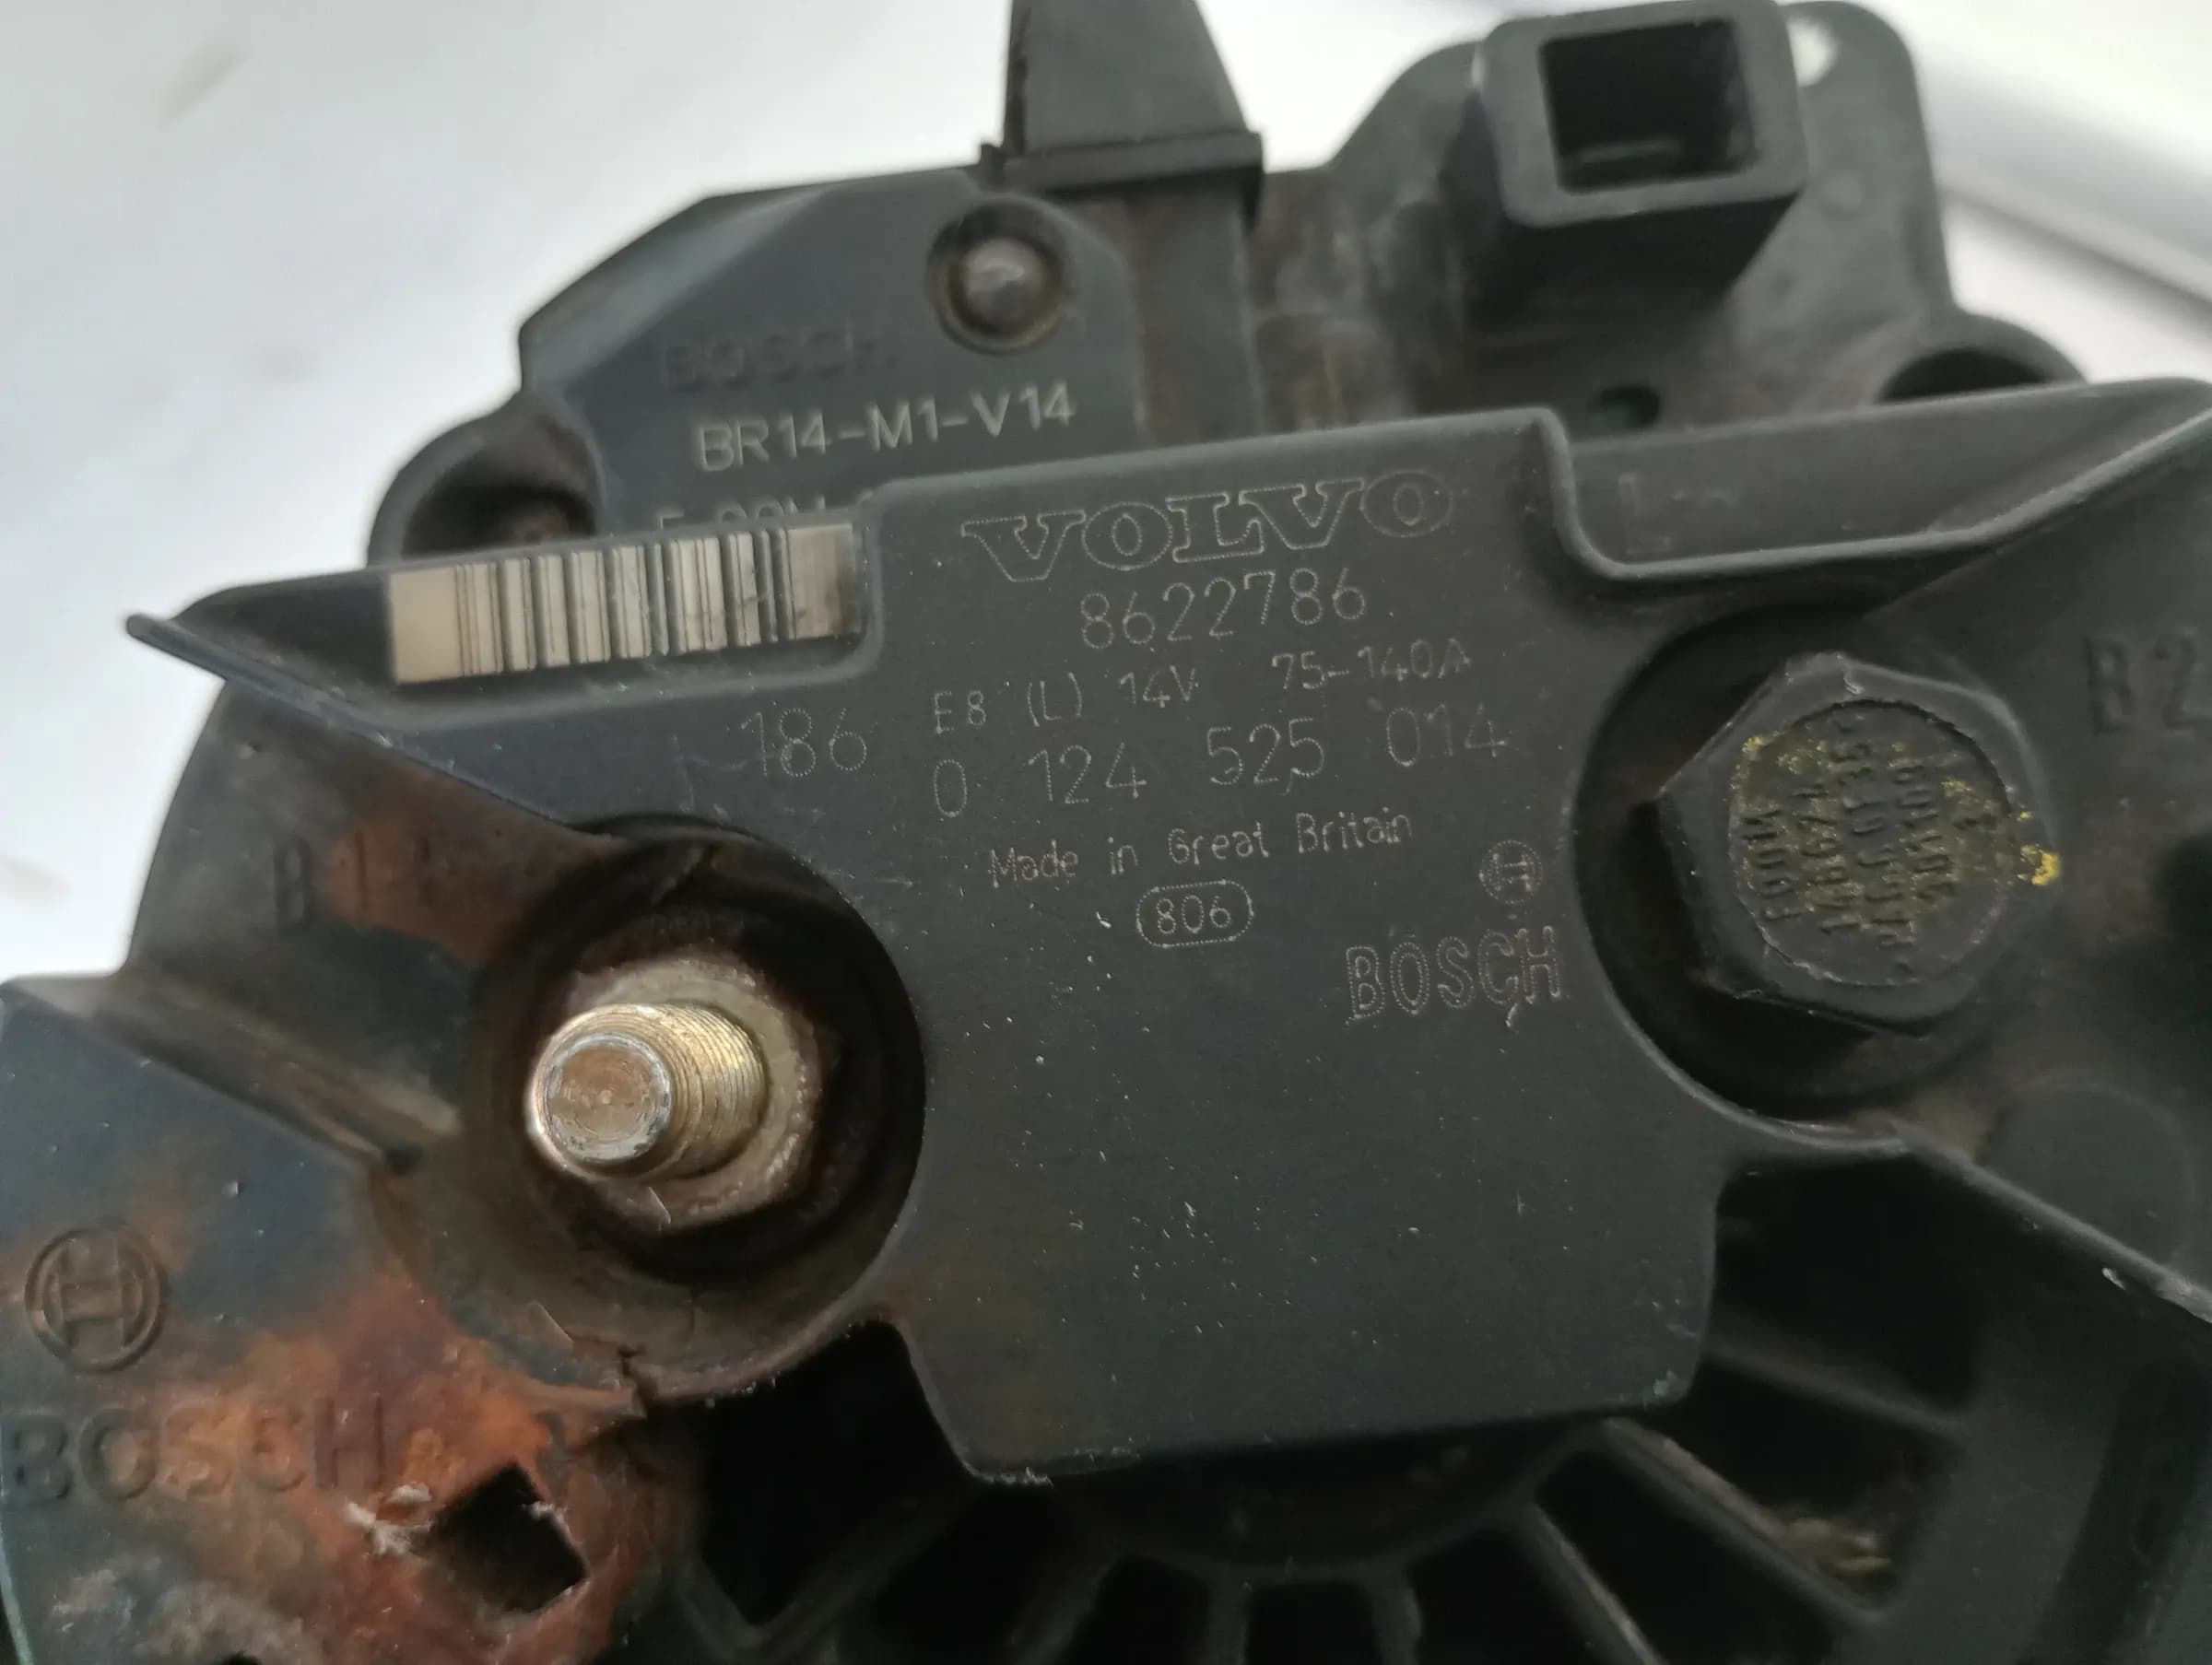 BOSCH
BR14-M1-V14
VOLVO
8622786
E8 (L) 14V 75-140A
186 0 124 525 014
Made in Great Britain
806
BOSCH
B1+
B2
BOSCH